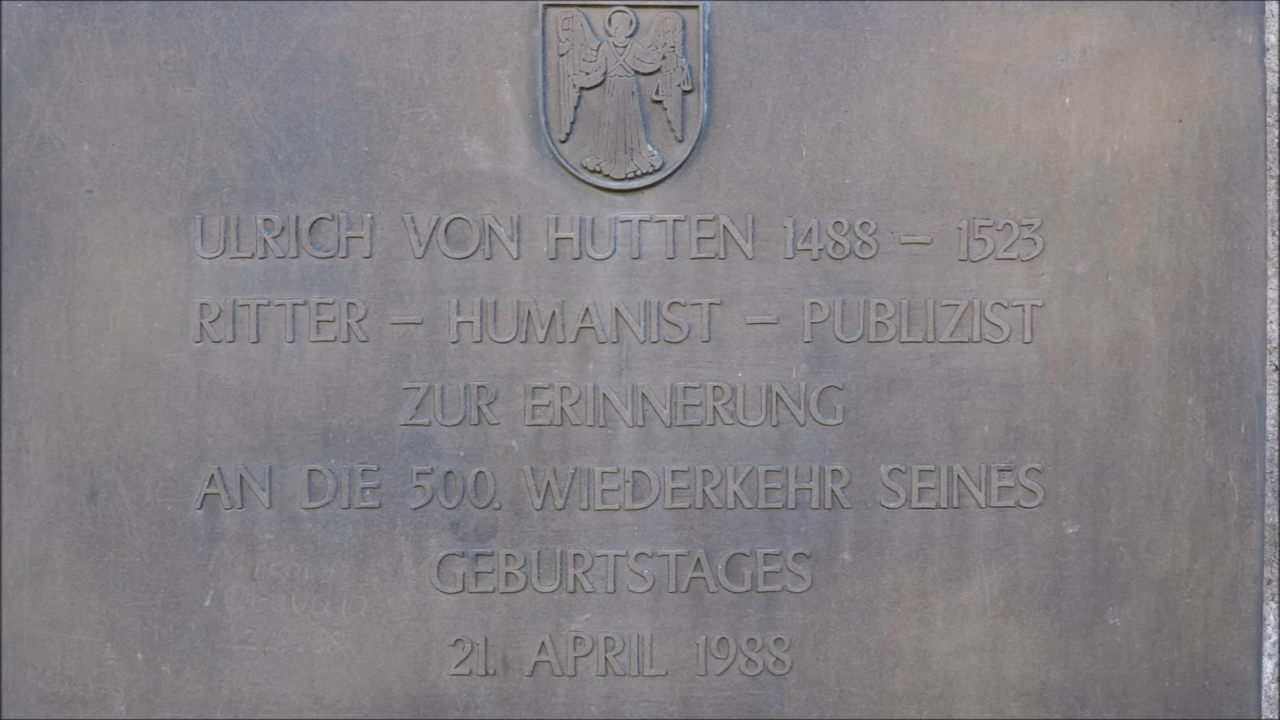 ULRICH VON HUTTEN 1488 – 1523
RITTER – HUMANIST – PUBLIZIST
ZUR ERINNERUNG
AN DIE 500. WIEDERKEHR SEINES
GEBURTSTAGES
21. APRIL 1988